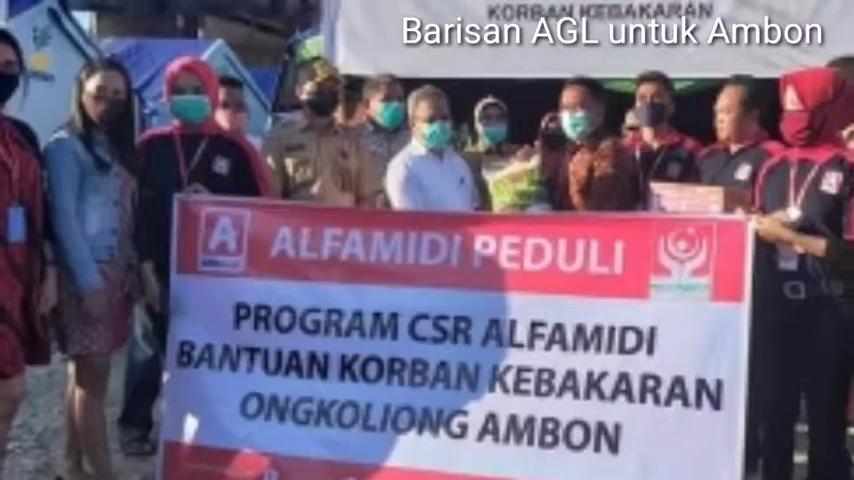 KORBAN KEBAKARAN
Barisan AGL untuk Ambon
A ALFAMIDI PEDULI
PROGRAM CSR ALFAMIDI
BANTUAN KORBAN KEBAKARAN
ONGKOLIONG AMBON